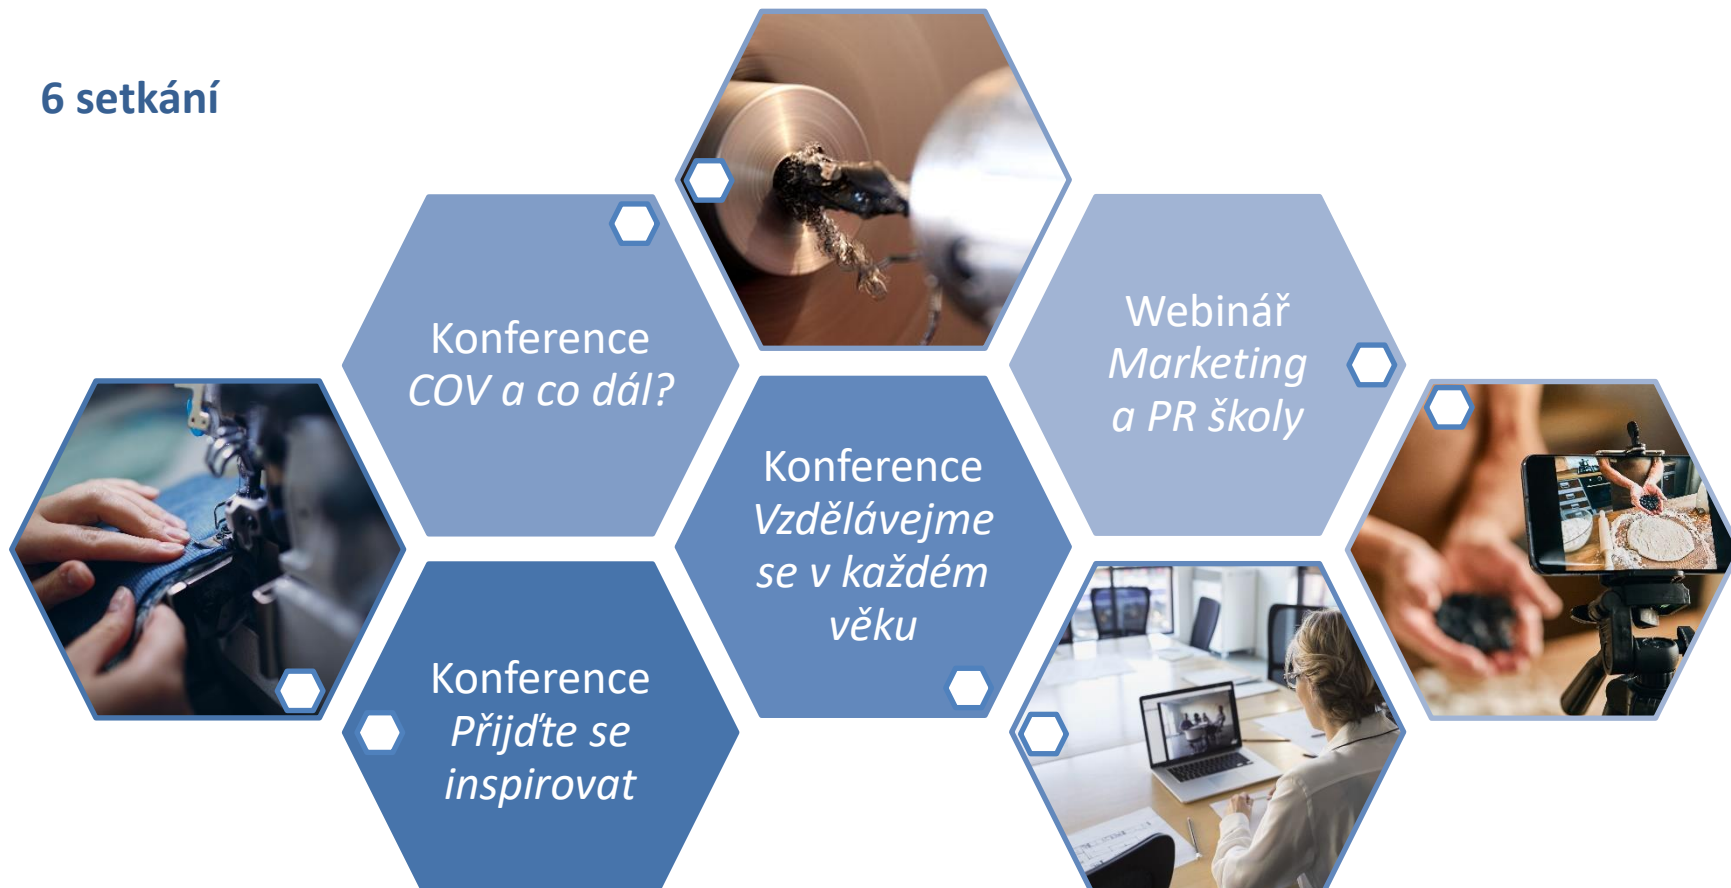 6 setkání
Konference
COV a co dál?
Webinář
Marketing
a PR školy
Konference
Vzdělávejme
se v každém
věku
Konference
Přijďte se
inspirovat